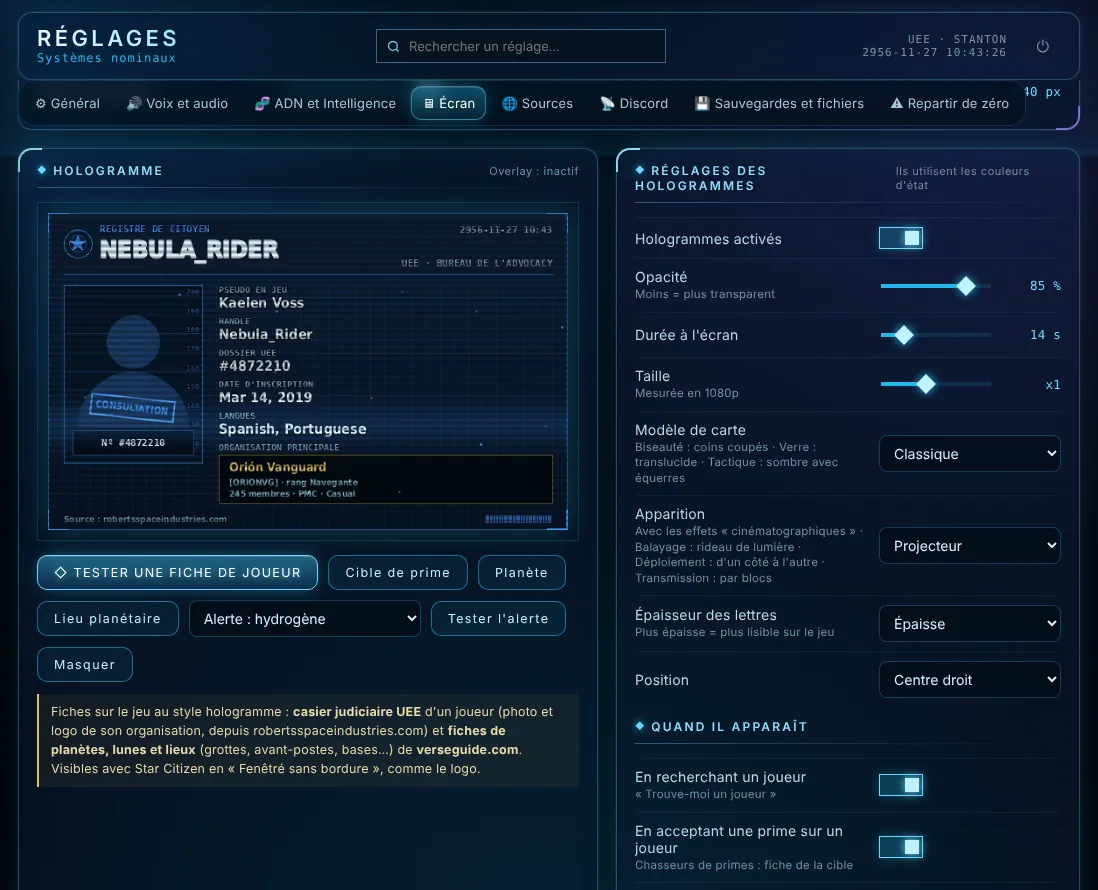 RÉGLAGES
Systèmes nominaux
Rechercher un réglage...
UEE · STANTON
2956-11-27 10:43:26
Général
Voix et audio
ADN et Intelligence
Écran
Sources
Discord
Sauvegardes et fichiers
Repartir de zéro
40 px
HOLOGRAMME
Overlay : inactif
REGISTRE DE CITOYEN
NEBULA_RIDER
2956-11-27 10:43
UEE · BUREAU DE L'ADVOCACY
PSEUDO EN JEU
Kaelen Voss
HANDLE
Nebula_Rider
DOSSIER UEE
#4872210
DATE D'INSCRIPTION
Mar 14, 2019
LANGUES
Spanish, Portuguese
ORGANISATION PRINCIPALE
Orión Vanguard
[ORIONVG] · rang Navegante
245 membres · PMC · Casual
200
190
180
170
160
150
CONSULTATION
Nº #4872210
Source : robertsspaceindustries.com
TESTER UNE FICHE DE JOUEUR
Cible de prime
Planète
Lieu planétaire
Alerte : hydrogène
Tester l'alerte
Masquer
Fiches sur le jeu au style hologramme : casier judiciaire UEE d'un joueur (photo et
logo de son organisation, depuis robertsspaceindustries.com) et fiches de
planètes, lunes et lieux (grottes, avant-postes, bases...) de verseguide.com.
Visibles avec Star Citizen en « Fenêtré sans bordure », comme le logo.
RÉGLAGES DES
HOLOGRAMMES
Ils utilisent les couleurs
d'état
Hologrammes activés
Opacité
Moins = plus transparent
85 %
Durée à l'écran
14 s
Taille
Mesurée en 1080p
x1
Modèle de carte
Biseauté : coins coupés · Verre :
translucide · Tactique : sombre avec
équerres
Classique
Apparition
Avec les effets « cinématographiques » ·
Balayage : rideau de lumière ·
Déploiement : d'un côté à l'autre ·
Transmission : par blocs
Projecteur
Épaisseur des lettres
Plus épaisse = plus lisible sur le jeu
Épaisse
Position
Centre droit
QUAND IL APPARAÎT
En recherchant un joueur
« Trouve-moi un joueur »
En acceptant une prime sur un
joueur
Chasseurs de primes : fiche de la cible